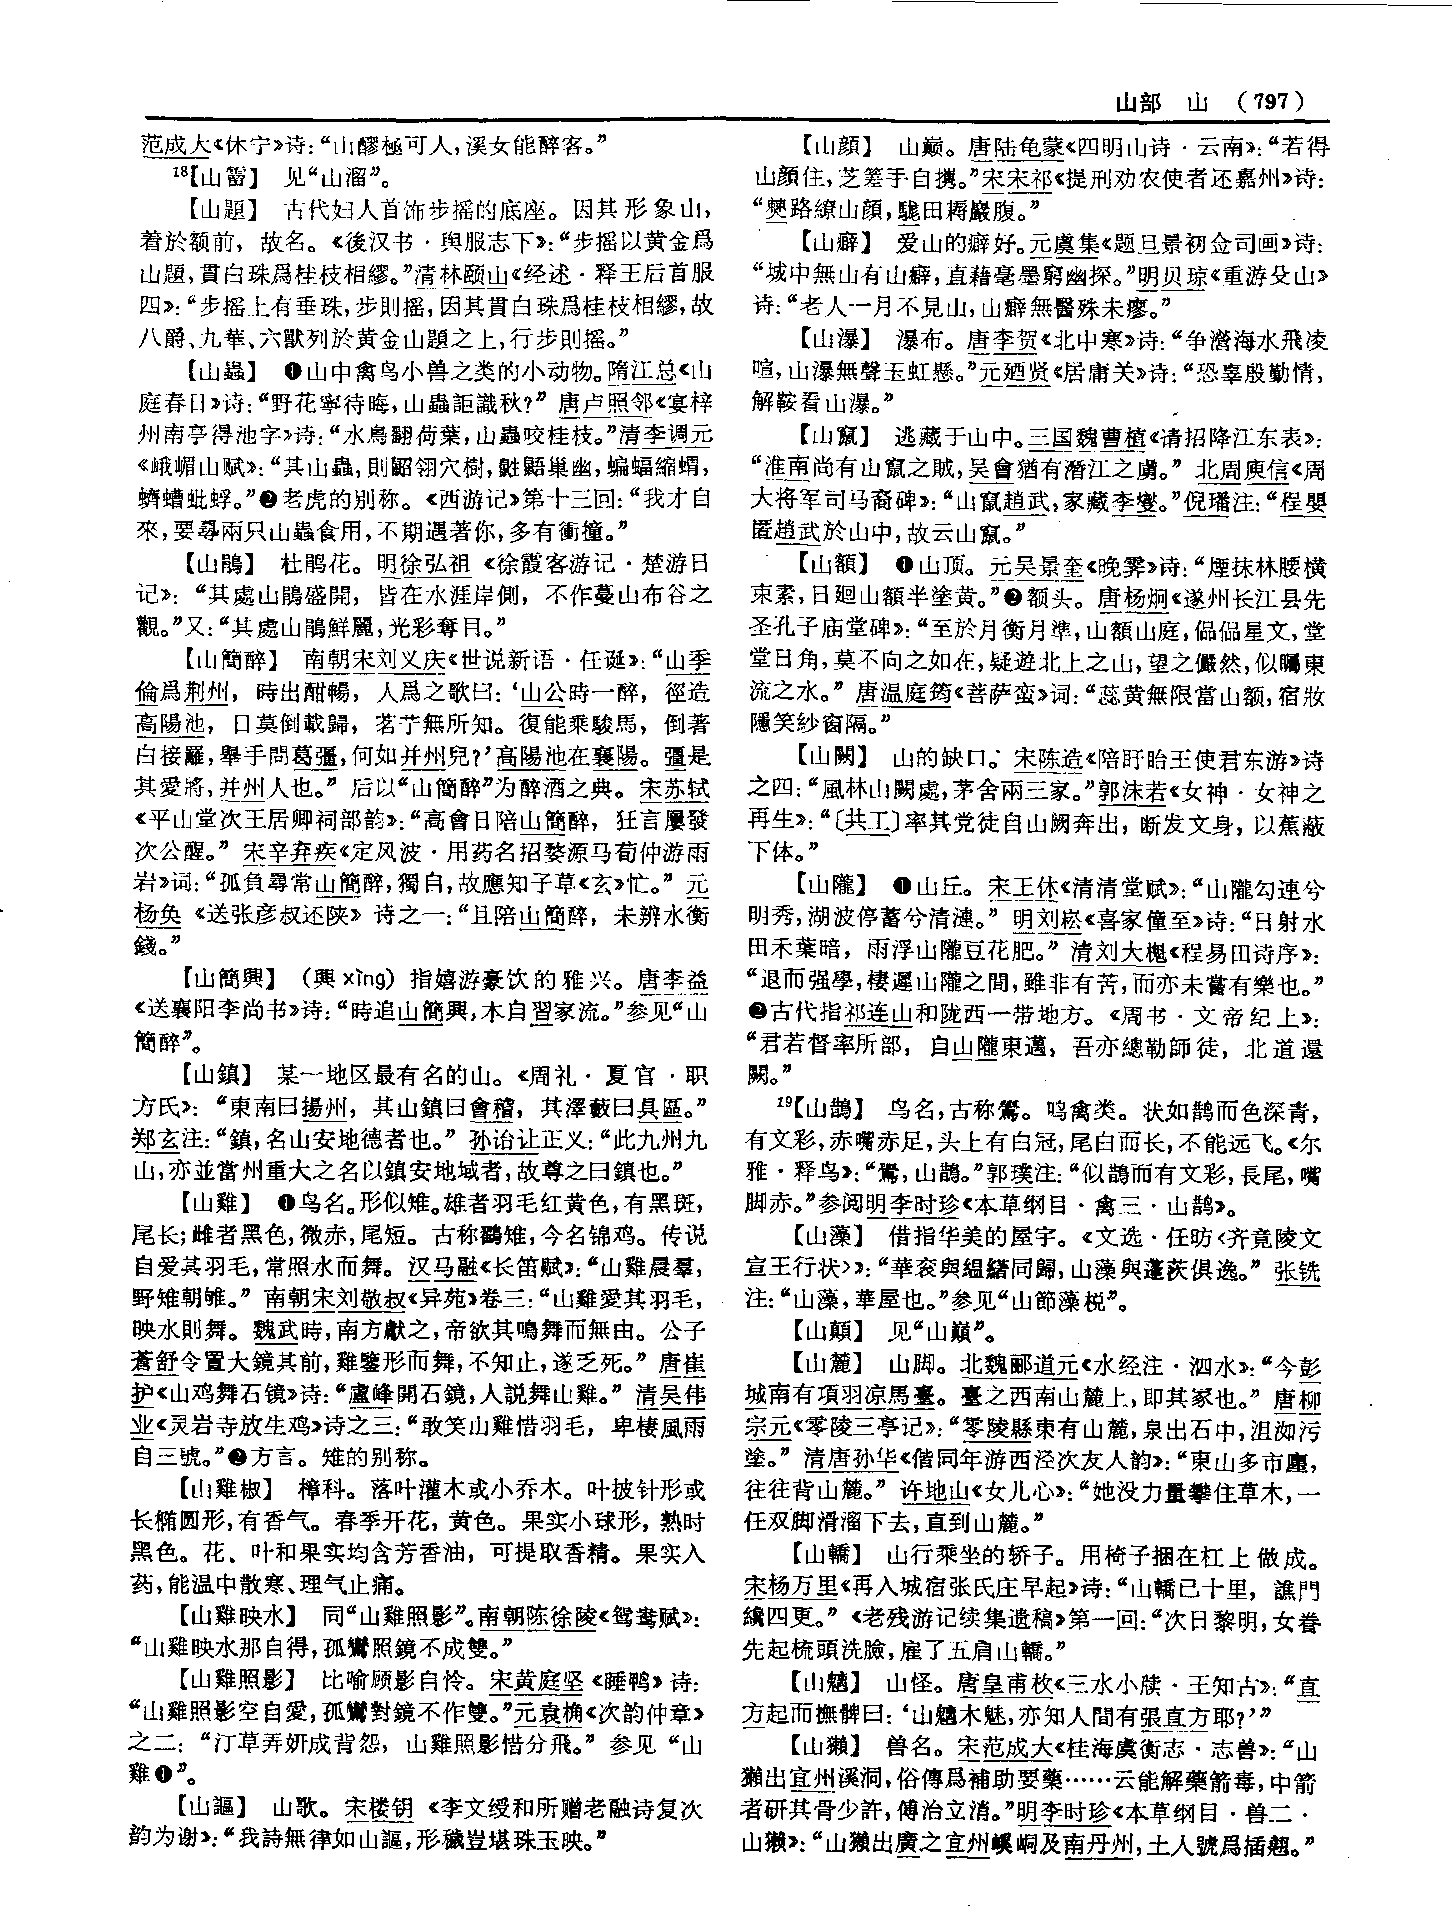 山部　山　（797）
范成大《休宁》诗：“山醪極可人，溪女能醉客。”
18【山霤】　见“山溜”。
【山題】　古代妇人首饰步摇的底座。因其形象山，
着於额前，故名。《後汉书·舆服志下》：“步摇以黄金爲
山題，貫白珠爲桂枝相繆。”清林颐山《经述·释王后首服
四》：“步摇上有垂珠，步則摇，因其貫白珠爲桂枝相繆，故
八爵、九華、六獸列於黄金山題之上，行步則摇。”
【山蟲】　❶山中禽鸟小兽之类的小动物。隋江总《山
庭春日》诗：“野花寧待晦，山蟲詎識秋？”唐卢照邻《宴梓
州南亭得池字》诗：“水鳥翻荷葉，山蟲咬桂枝。”清李调元
《峨嵋山赋》：“其山蟲，則鼯翎穴樹，鼪鼯巢幽，蝙蝠縮蝟，
蠐螬蚍蜉。”❷老虎的别称。《西游记》第十三回：“我才自
來，要尋兩只山蟲食用，不期遇著你，多有衝撞。”
【山鵑】　杜鹃花。明徐弘祖《徐霞客游记·楚游日
记》：“其處山鵑盛開，皆在水涯岸側，不作蔓山布谷之
觀。”又：“其處山鵑鮮麗，光彩奪目。”
【山簡醉】　南朝宋刘义庆《世说新语·任诞》：“山季
倫爲荆州，時出酣暢，人爲之歌曰：‘山公時一醉，徑造
高陽池，日莫倒載歸，茗艼無所知。復能乘駿馬，倒著
白接䍦，舉手問葛彊，何如并州兒？’高陽池在襄陽。彊是
其愛將，并州人也。”后以“山簡醉”为醉酒之典。宋苏轼
《平山堂次王居卿祠部韵》：“高會日陪山簡醉，狂言屢發
次公醒。”宋辛弃疾《定风波·用药名招婺源马荀仲游雨
岩》词：“孤負尋常山簡醉，獨自，故應知子草《玄》忙。”元
杨奂《送张彦叔还陕》诗之一：“且陪山簡醉，未辨水衡
錢。”
【山簡興】　（興 xìng）指嬉游豪饮的雅兴。唐李益
《送襄阳李尚书》诗：“時追山簡興，本自習家流。”参见“山
簡醉”。
【山鎮】　某一地区最有名的山。《周礼·夏官·职
方氏》：“東南曰揚州，其山鎮曰會稽，其澤藪曰具區。”
郑玄注：“鎮，名山安地德者也。”孙诒让正义：“此九州九
山，亦並當州重大之名以鎮安地域者，故尊之曰鎮也。”
【山雞】　❶鸟名。形似雉。雄者羽毛红黄色，有黑斑，
尾长；雌者黑色，微赤，尾短。古称鸐雉，今名锦鸡。传说
自爱其羽毛，常照水而舞。汉马融《长笛赋》：“山雞晨羣，
野雉朝雊。”南朝宋刘敬叔《异苑》卷三：“山雞愛其羽毛，
映水則舞。魏武時，南方獻之，帝欲其鳴舞而無由。公子
蒼舒令置大鏡其前，雞鑒形而舞，不知止，遂乏死。”唐崔
护《山鸡舞石镜》诗：“廬峰開石鏡，人説舞山雞。”清吴伟
业《灵岩寺放生鸡》诗之三：“敢笑山雞惜羽毛，卑棲風雨
自三號。”❷方言。雉的别称。
【山雞椒】　樟科。落叶灌木或小乔木。叶披针形或
长椭圆形，有香气。春季开花，黄色。果实小球形，熟时
黑色。花、叶和果实均含芳香油，可提取香精。果实入
药，能温中散寒、理气止痛。
【山雞映水】　同“山雞照影”。南朝陈徐陵《鸳鸯赋》：
“山雞映水那自得，孤鸞照鏡不成雙。”
【山雞照影】　比喻顾影自怜。宋黄庭坚《睡鸭》诗：
“山雞照影空自愛，孤鸞對鏡不作雙。”元袁桷《次韵仲章》
之二：“汀草弄妍成背怨，山雞照影惜分飛。”参见“山
雞❶”。
【山謳】　山歌。宋楼钥《李文绶和所赠老融诗复次
韵为谢》：“我詩無律如山謳，形穢豈堪珠玉映。”
【山顔】　山巅。唐陆龟蒙《四明山诗·云南》：“若得
山顔住，芝䔡手自擕。”宋宋祁《提刑劝农使者还嘉州》诗：
“僰路繚山顔，駹田耨巖腹。”
【山癖】　爱山的癖好。元虞集《题旦景初佥司画》诗：
“城中無山有山癖，直藉毫墨窮幽探。”明贝琼《重游殳山》
诗：“老人一月不見山，山癖無醫殊未瘳。”
【山瀑】　瀑布。唐李贺《北中寒》诗：“争瀯海水飛凌
喧，山瀑無聲玉虹懸。”元廼贤《居庸关》诗：“恐辜殷勤情，
解鞍看山瀑。”
【山竄】　逃藏于山中。三国魏曹植《请招降江东表》：
“淮南尚有山竄之賊，吴會猶有潛江之虜。”北周庾信《周
大将军司马裔碑》：“山竄趙武，家藏李燮。”倪璠注：“程嬰
匿趙武於山中，故云山竄。”
【山額】　❶山顶。元吴景奎《晚霁》诗：“煙抹林腰横
束素，日廻山額半塗黄。”❷额头。唐杨炯《遂州长江县先
圣孔子庙堂碑》：“至於月衡月準，山額山庭，侣侣星文，堂
堂日角，莫不向之如在，疑遊北上之山，望之儼然，似矚東
流之水。”唐温庭筠《菩萨蛮》词：“蕊黄無限當山额，宿妝
隱笑紗窗隔。”
【山闕】　山的缺口。宋陈造《陪盱眙王使君东游》诗
之四：“風林山闕處，茅舍兩三家。”郭沫若《女神·女神之
再生》：“〔共工〕率其党徒自山阙奔出，断发文身，以蕉蔽
下体。”
【山隴】　❶山丘。宋王休《清清堂赋》：“山隴勾連兮
明秀，湖波停蓄兮清漣。”明刘崧《喜家僮至》诗：“日射水
田禾葉暗，雨浮山隴豆花肥。”清刘大櫆《程易田诗序》：
“退而强學，棲遲山隴之間，雖非有苦，而亦未嘗有樂也。”
❷古代指祁连山和陇西一带地方。《周书·文帝纪上》：
“君若督率所部，自山隴東邁，吾亦總勒師徒，北道還
闕。”
19【山鵲】　鸟名，古称鷽。鸣禽类。状如鹊而色深青，
有文彩，赤嘴赤足，头上有白冠，尾白而长，不能远飞。《尔
雅·释鸟》：“鷽，山鵲。”郭璞注：“似鵲而有文彩，長尾，嘴
脚赤。”参阅明李时珍《本草纲目·禽三·山鹊》。
【山藻】　借指华美的屋宇。《文选·任昉〈齐竟陵文
宣王行状〉》：“華衮與緼緒同歸，山藻與蓬茨俱逸。”张铣
注：“山藻，華屋也。”参见“山節藻棁”。
【山顛】　见“山巔”。
【山麓】　山脚。北魏郦道元《水经注·泗水》：“今彭
城南有項羽凉馬臺。臺之西南山麓上，即其冢也。”唐柳
宗元《零陵三亭记》：“零陵縣東有山麓，泉出石中，沮洳污
塗。”清唐孙华《偕同年游西泾次友人韵》：“東山多市廛，
往往背山麓。”许地山《女儿心》：“她没力量攀住草木，一
任双脚滑溜下去，直到山麓。”
【山轎】　山行乘坐的轿子。用椅子捆在杠上做成。
宋杨万里《再入城宿张氏庄早起》诗：“山轎已十里，譙門
纔四更。”《老残游记续集遗稿》第一回：“次日黎明，女眷
先起梳頭洗臉，雇了五肩山轎。”
【山魑】　山怪。唐皇甫枚《三水小牍·王知古》：“直
方起而撫髀曰：‘山魑木魅，亦知人間有張直方耶？’”
【山獺】　兽名。宋范成大《桂海虞衡志·志兽》：“山
獺出宜州溪洞，俗傳爲補助要藥……云能解藥箭毒，中箭
者研其骨少許，傅治立消。”明李时珍《本草纲目·兽二·
山獭》：“山獺出廣之宜州嵠峒及南丹州，土人號爲插翹。”